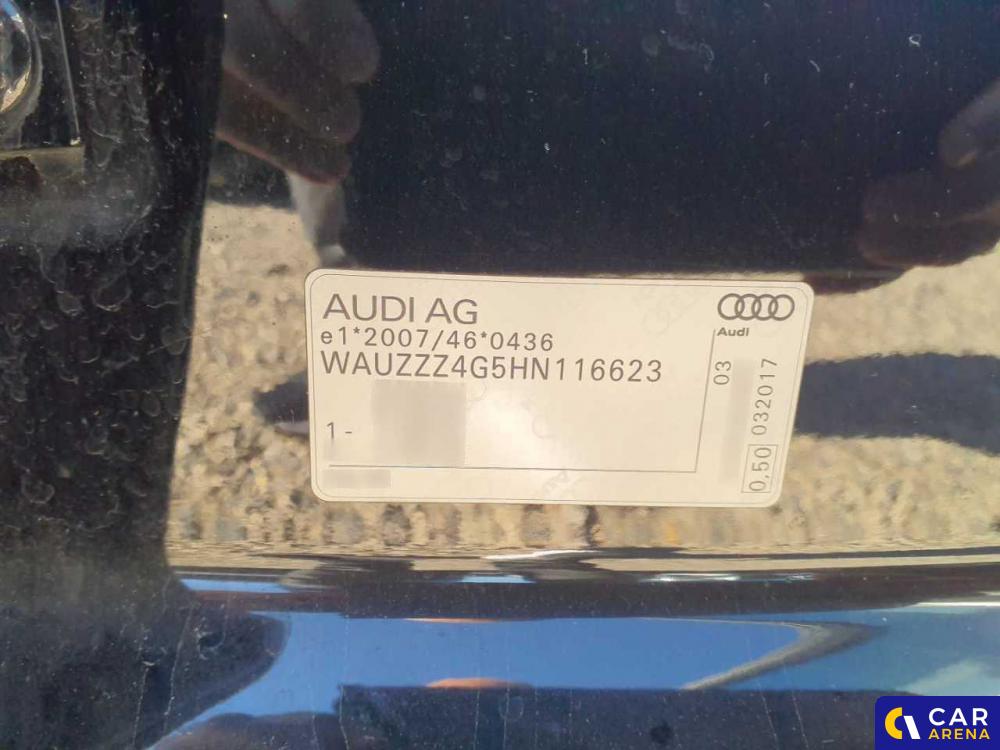 AUDI AG
e1*2007/46*0436
WAUZZZ4G5HN116623
1 -
Audi
03
032017
0,50
CAR
ARENA